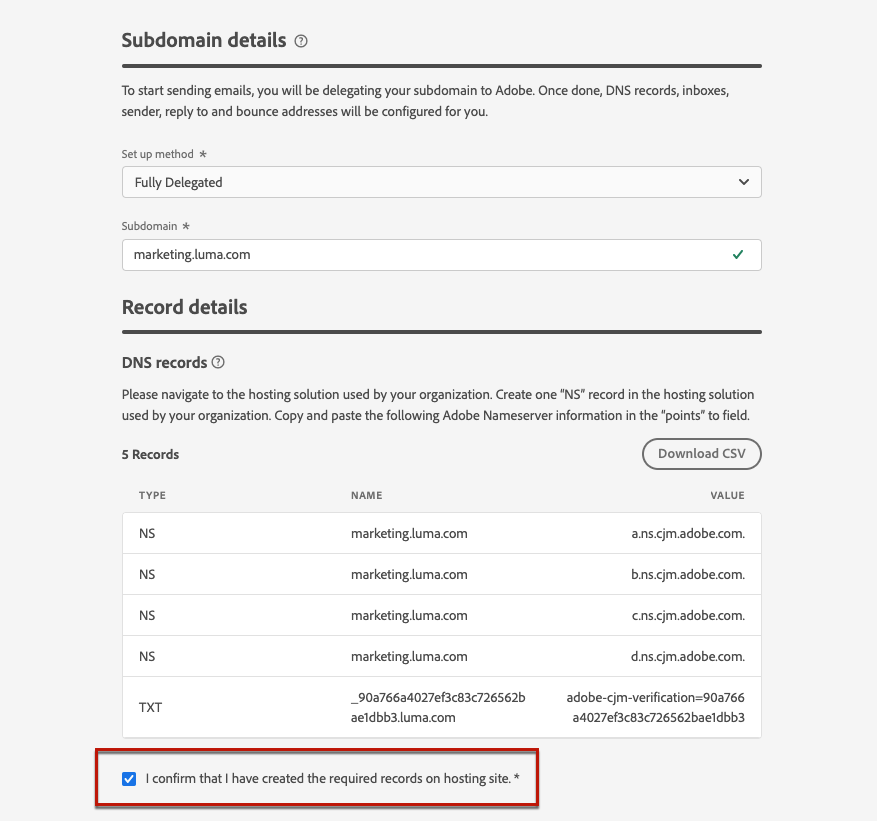 Subdomain details
To start sending emails, you will be delegating your subdomain to Adobe. Once done, DNS records, inboxes,
sender, reply to and bounce addresses will be configured for you.
Set up method *
Fully Delegated
Subdomain *
marketing.luma.com
Record details
DNS records
Please navigate to the hosting solution used by your organization. Create one “NS” record in the hosting solution
used by your organization. Copy and paste the following Adobe Nameserver information in the “points” to field.
5 Records Download CSV
TYPE NAME VALUE
NS marketing.luma.com a.ns.cjm.adobe.com.
NS marketing.luma.com b.ns.cjm.adobe.com.
NS marketing.luma.com c.ns.cjm.adobe.com.
NS marketing.luma.com d.ns.cjm.adobe.com.
TXT _90a766a4027ef3c83c726562b adobe-cjm-verification=90a766
ae1dbb3.luma.com a4027ef3c83c726562bae1dbb3
I confirm that I have created the required records on hosting site. *